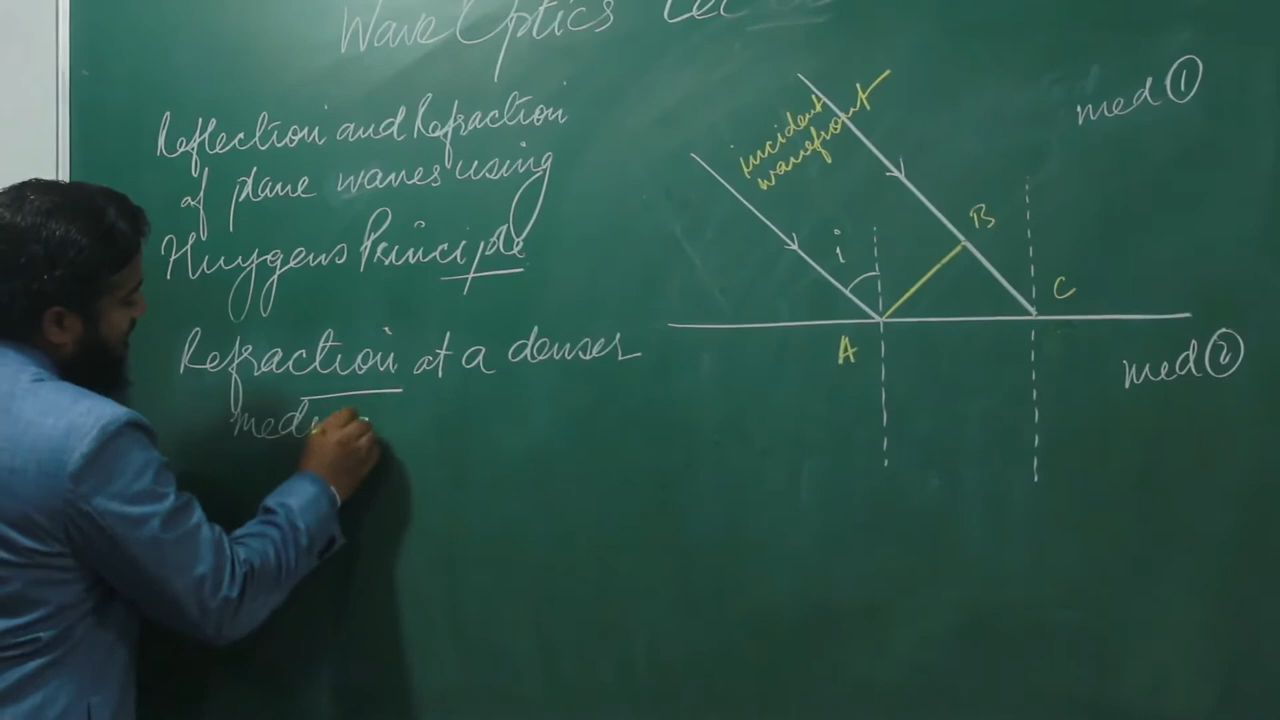 Wave Optics Lec
Reflection and Refraction
of plane waves using
Huygens Principle
Refraction at a denser
incident
wavefront
med ①
i
B
C
A
med ②